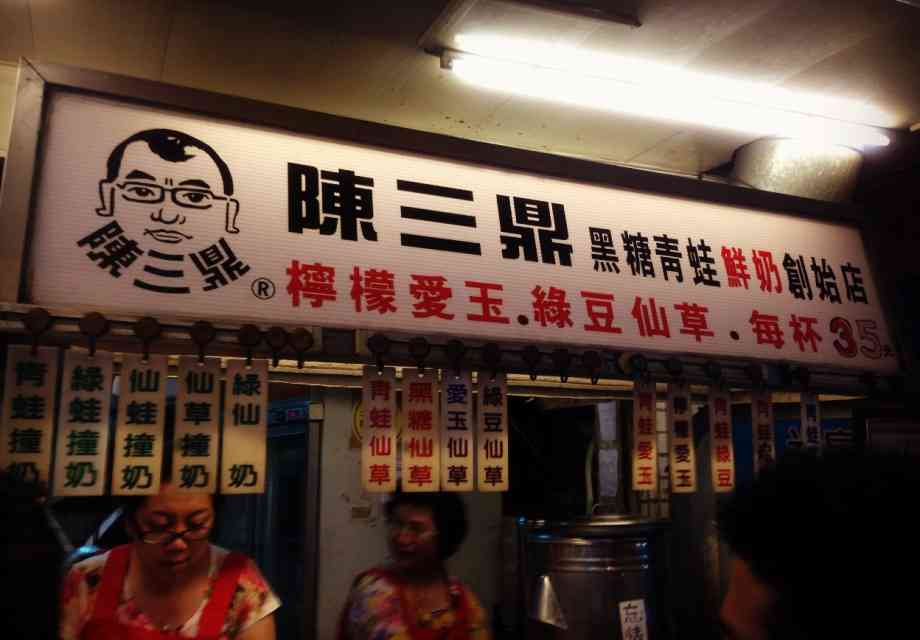 陳三鼎
陳三鼎 黑糖青蛙鮮奶創始店
® 檸檬愛玉.綠豆仙草.每杯35元
青蛙撞奶
綠蛙撞奶
仙蛙撞奶
仙草撞奶
綠仙 奶
青蛙仙草
黑糖仙草
愛玉仙草
綠豆仙草
青蛙愛玉
檸檬愛玉
青蛙綠豆